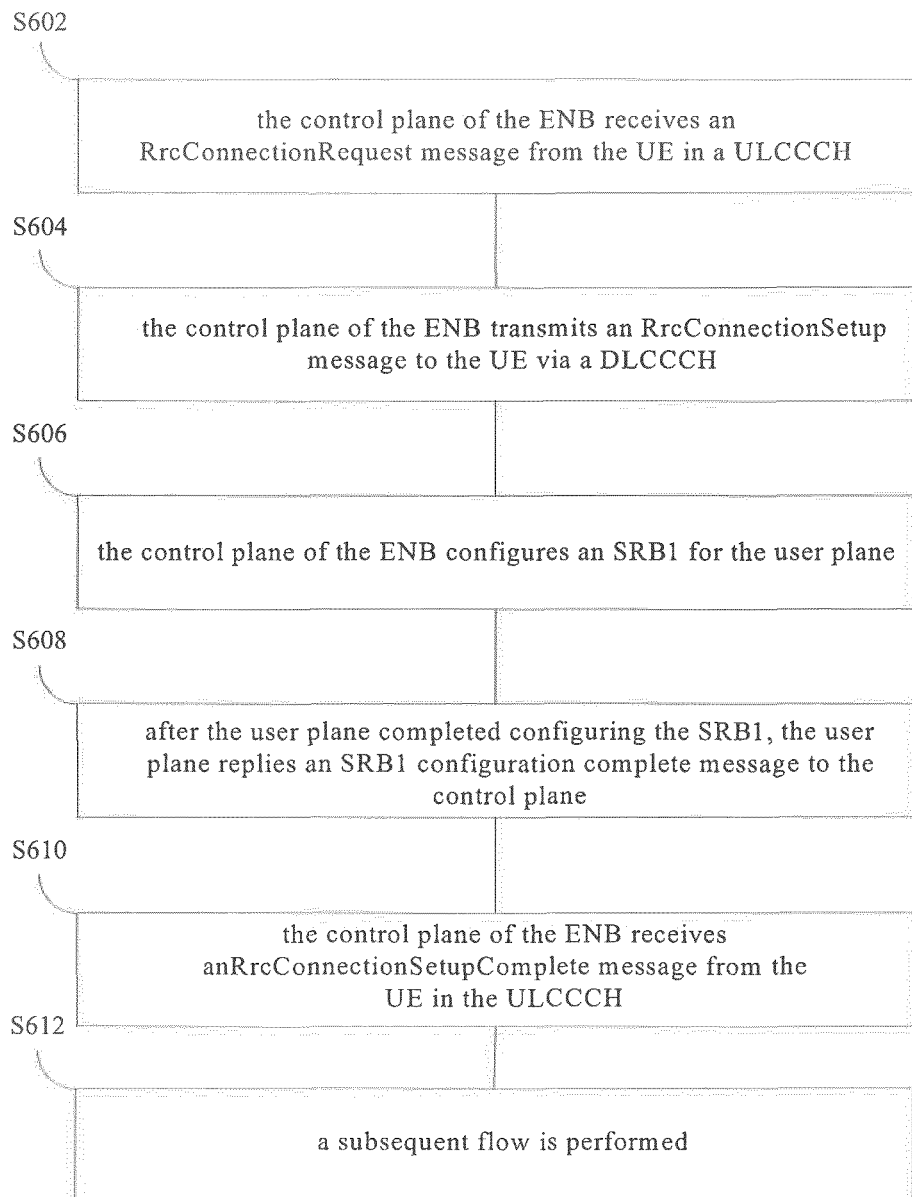 S602
the control plane of the ENB receives an
RrcConnectionRequest message from the UE in a ULCCCH
S604
the control plane of the ENB transmits an RrcConnectionSetup
message to the UE via a DLCCCH
S606
the control plane of the ENB configures an SRB1 for the user plane
S608
after the user plane completed configuring the SRB1, the user
plane replies an SRB1 configuration complete message to the
control plane
S610
the control plane of the ENB receives
anRrcConnectionSetupComplete message from the
UE in the ULCCCH
S612
a subsequent flow is performed